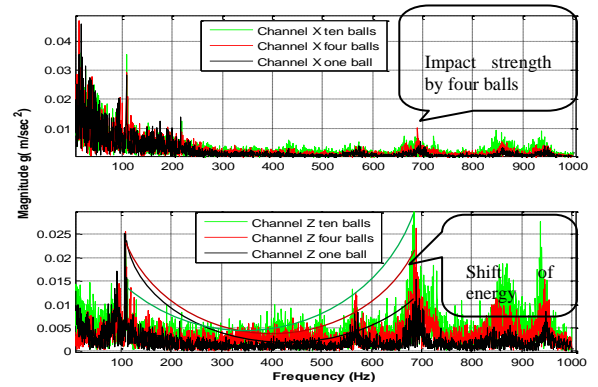 0.04
0.03
0.02
0.01
Channel X ten balls
Channel X four balls
Channel X one ball
Impact strength
by four balls
100 200 300 400 500 600 700 800 900 1000
Magnitude g( m/sec²)
0.025
0.02
0.015
0.01
0.005
0
Channel Z ten balls
Channel Z four balls
Channel Z one ball
Shift of
energy
100 200 300 400 500 600 700 800 900 1000
Frequency (Hz)